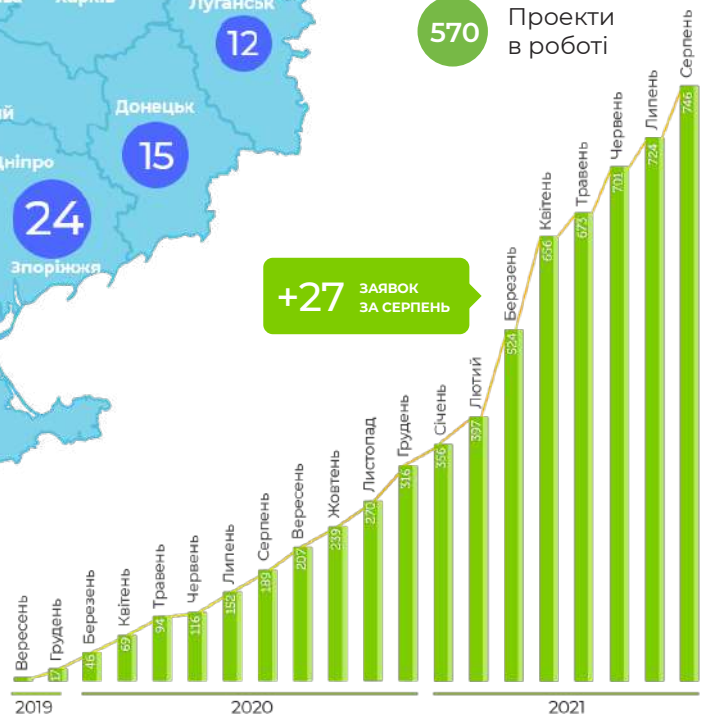 Луганськ
12
Донецьк
15
Дніпро
24
Зпоріжжя
570
Проекти
в роботі
+27
ЗАЯВОК
ЗА СЕРПЕНЬ
Вересень
Грудень
17
Березень
46
Квітень
69
Травень
94
Червень
116
Липень
152
Серпень
189
Вересень
207
Жовтень
239
Листопад
270
Грудень
316
Січень
356
Лютий
397
Березень
524
Квітень
656
Травень
673
Червень
701
Липень
724
Серпень
746
2019
2020
2021